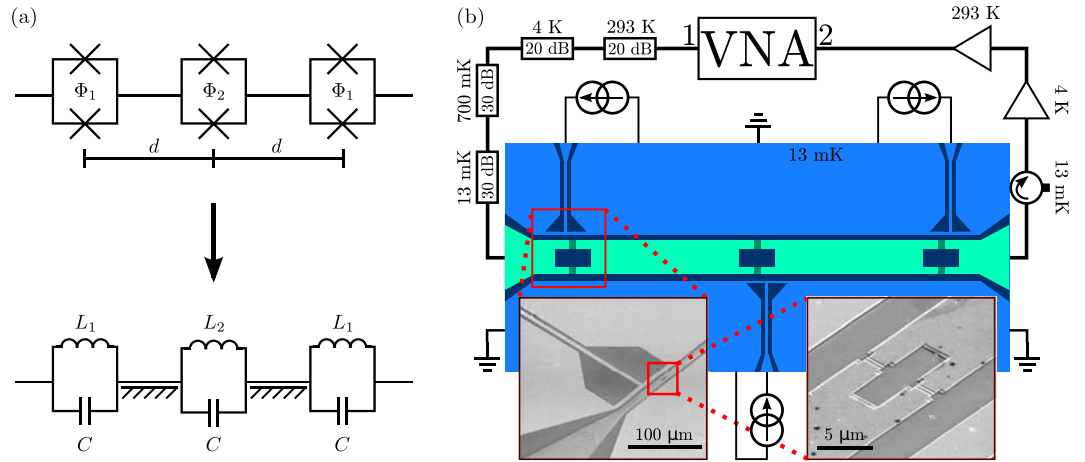 (a)
Φ₁ Φ₂ Φ₁
d d
L₁ L₂ L₁
C C C
(b)
293 K
4 K 293 K
20 dB 20 dB
1 VNA 2
700 mK
30 dB
4 K
13 mK
30 dB
13 mK
13 mK
100 μm
5 μm